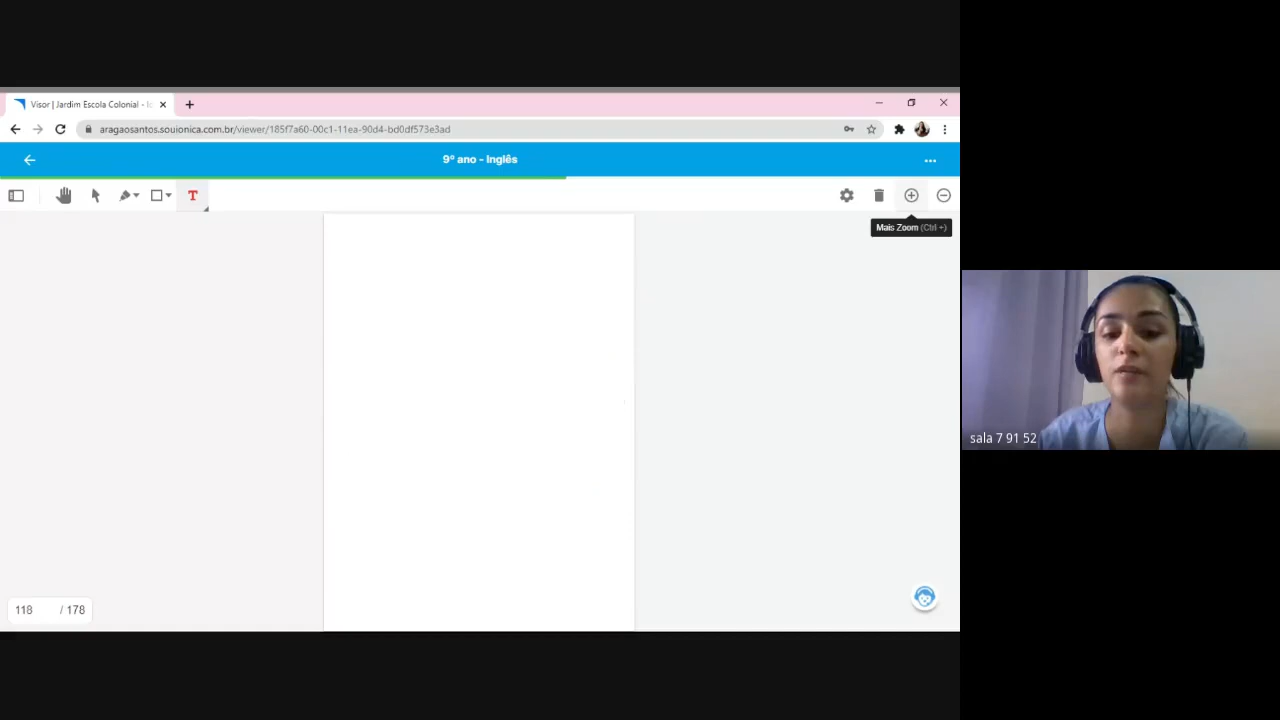 Visor | Jardim Escola Colonial - Ic
aragaosantos.souionica.com.br/viewer/185f7a60-00c1-11ea-90d4-bd0df573e3ad
9º ano - Inglês
T
Mais Zoom (Ctrl +)
sala 7 91 52
118 / 178